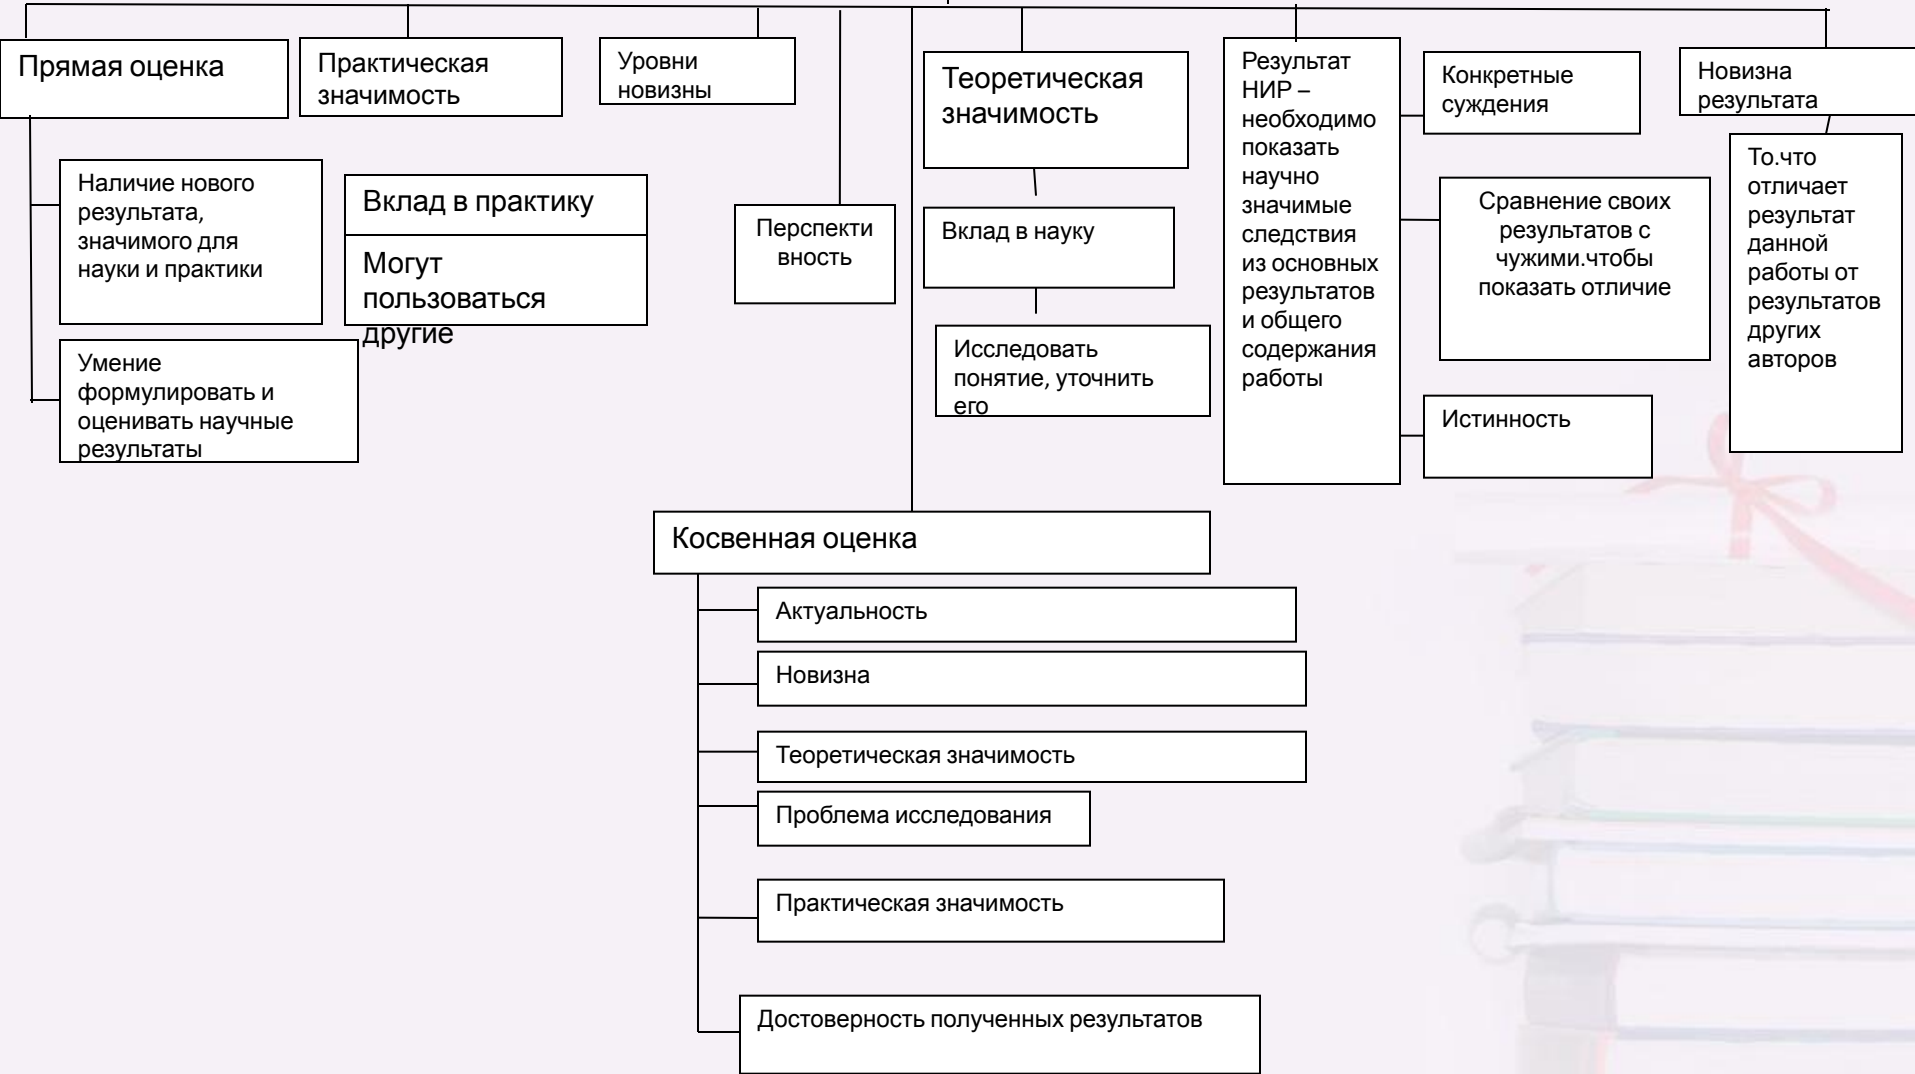 Прямая оценка
Практическая
значимость
Уровни
новизны
Теоретическая
значимость
Результат
НИР –
необходимо
показать
научно
значимые
следствия
из основных
результатов
и общего
содержания
работы
Конкретные
суждения
Новизна
результата
Наличие нового
результата,
значимого для
науки и практики
Вклад в практику
Могут
пользоваться
другие
Перспекти
вность
Вклад в науку
Сравнение своих
результатов с
чужими.чтобы
показать отличие
То.что
отличает
результат
данной
работы от
результатов
других
авторов
Умение
формулировать и
оценивать научные
результаты
Исследовать
понятие, уточнить
его
Истинность
Косвенная оценка
Актуальность
Новизна
Теоретическая значимость
Проблема исследования
Практическая значимость
Достоверность полученных результатов